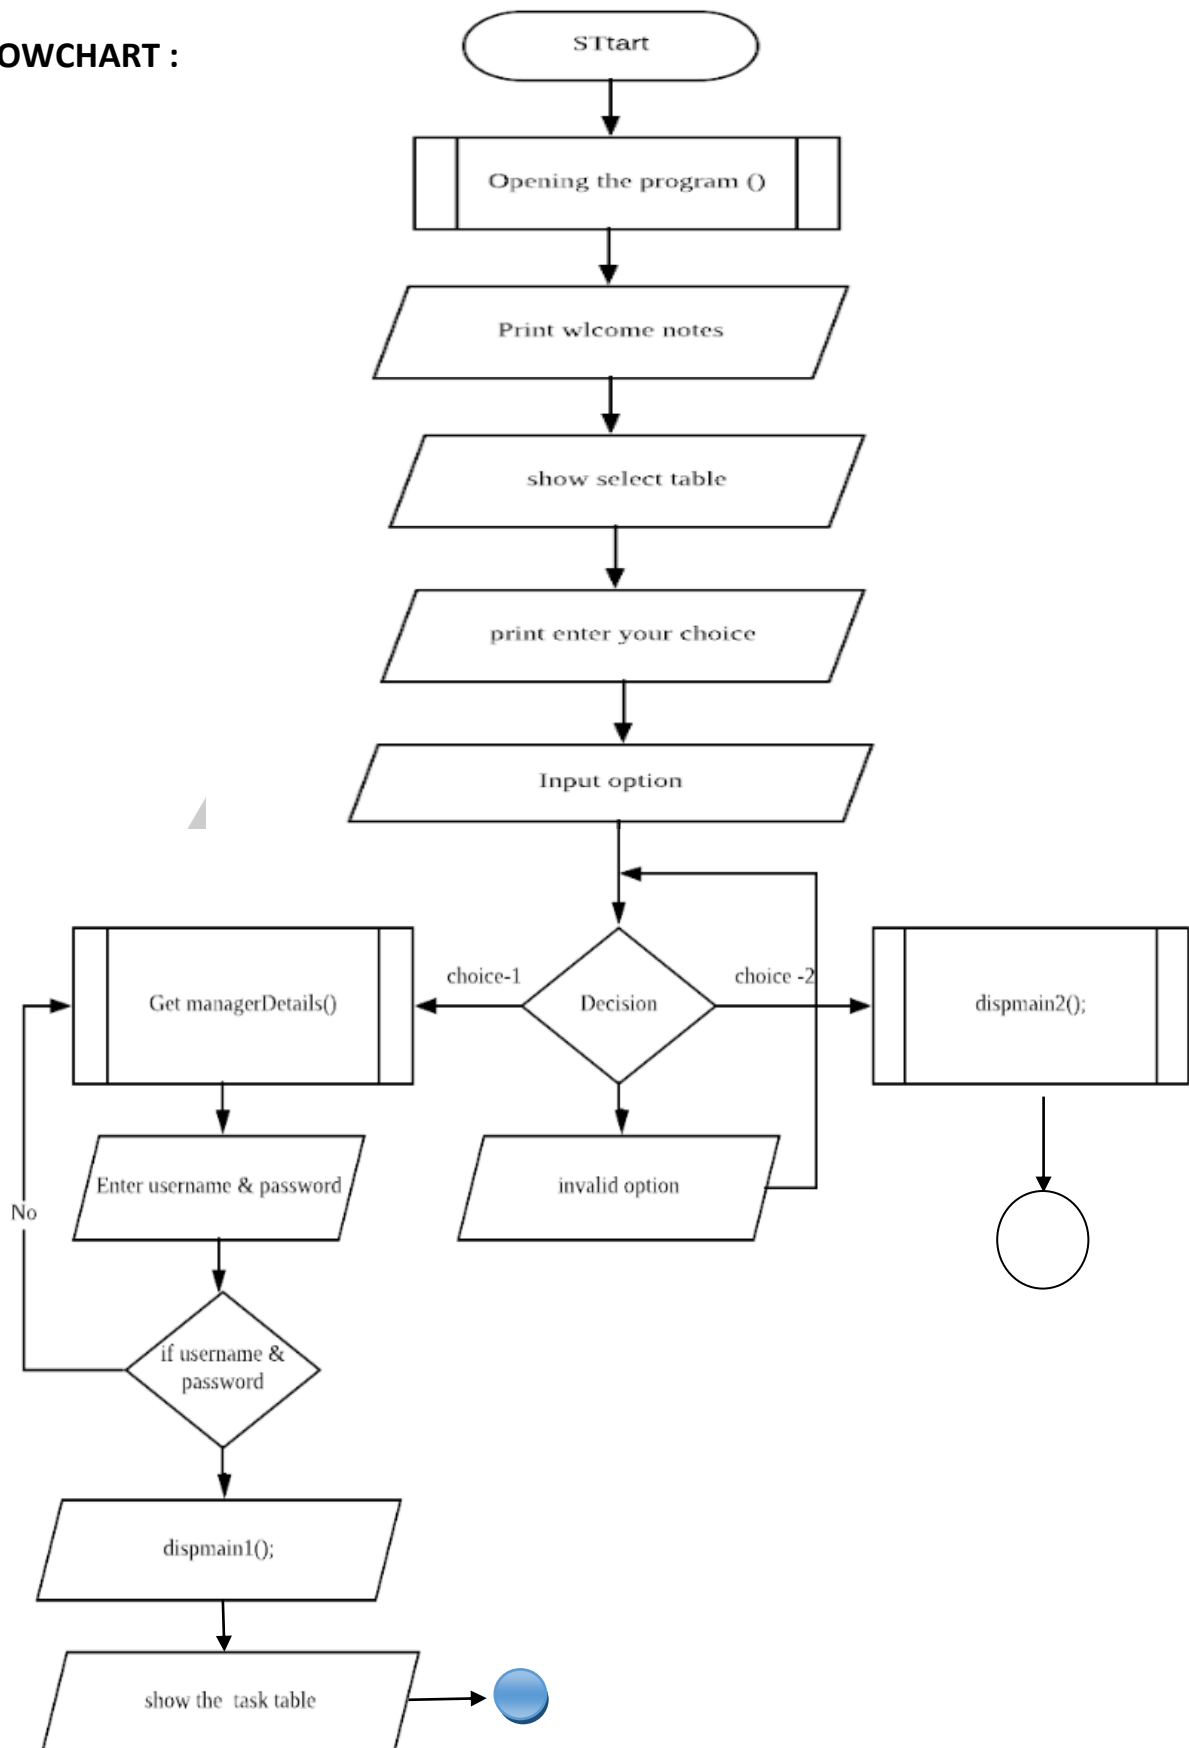 OWCHART :
STtart
Opening the program ()
Print wlcome notes
show select table
print enter your choice
Input option
choice-1
Decision
choice -2
Get managerDetails()
dispmain2();
Enter username & password
invalid option
No
if username &
password
dispmain1();
show the task table